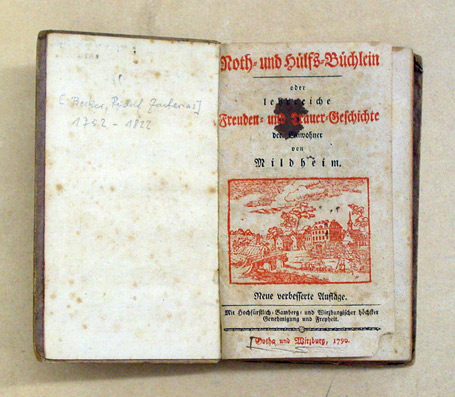 [Becker, Rudolf Zacharias]
1752 - 1822
Noth- und Hülfs-Büchlein
oder
lehrreiche
Freuden- und Trauer-Geschichte
der Einwohner
von
Mildheim.
Neue verbesserte Auflage.
Mit Hochfürstlich-Bamberg- und Wirzburgischer höchster
Genehmigung und Freyheit.
Gotha und Wirzburg, 1790.